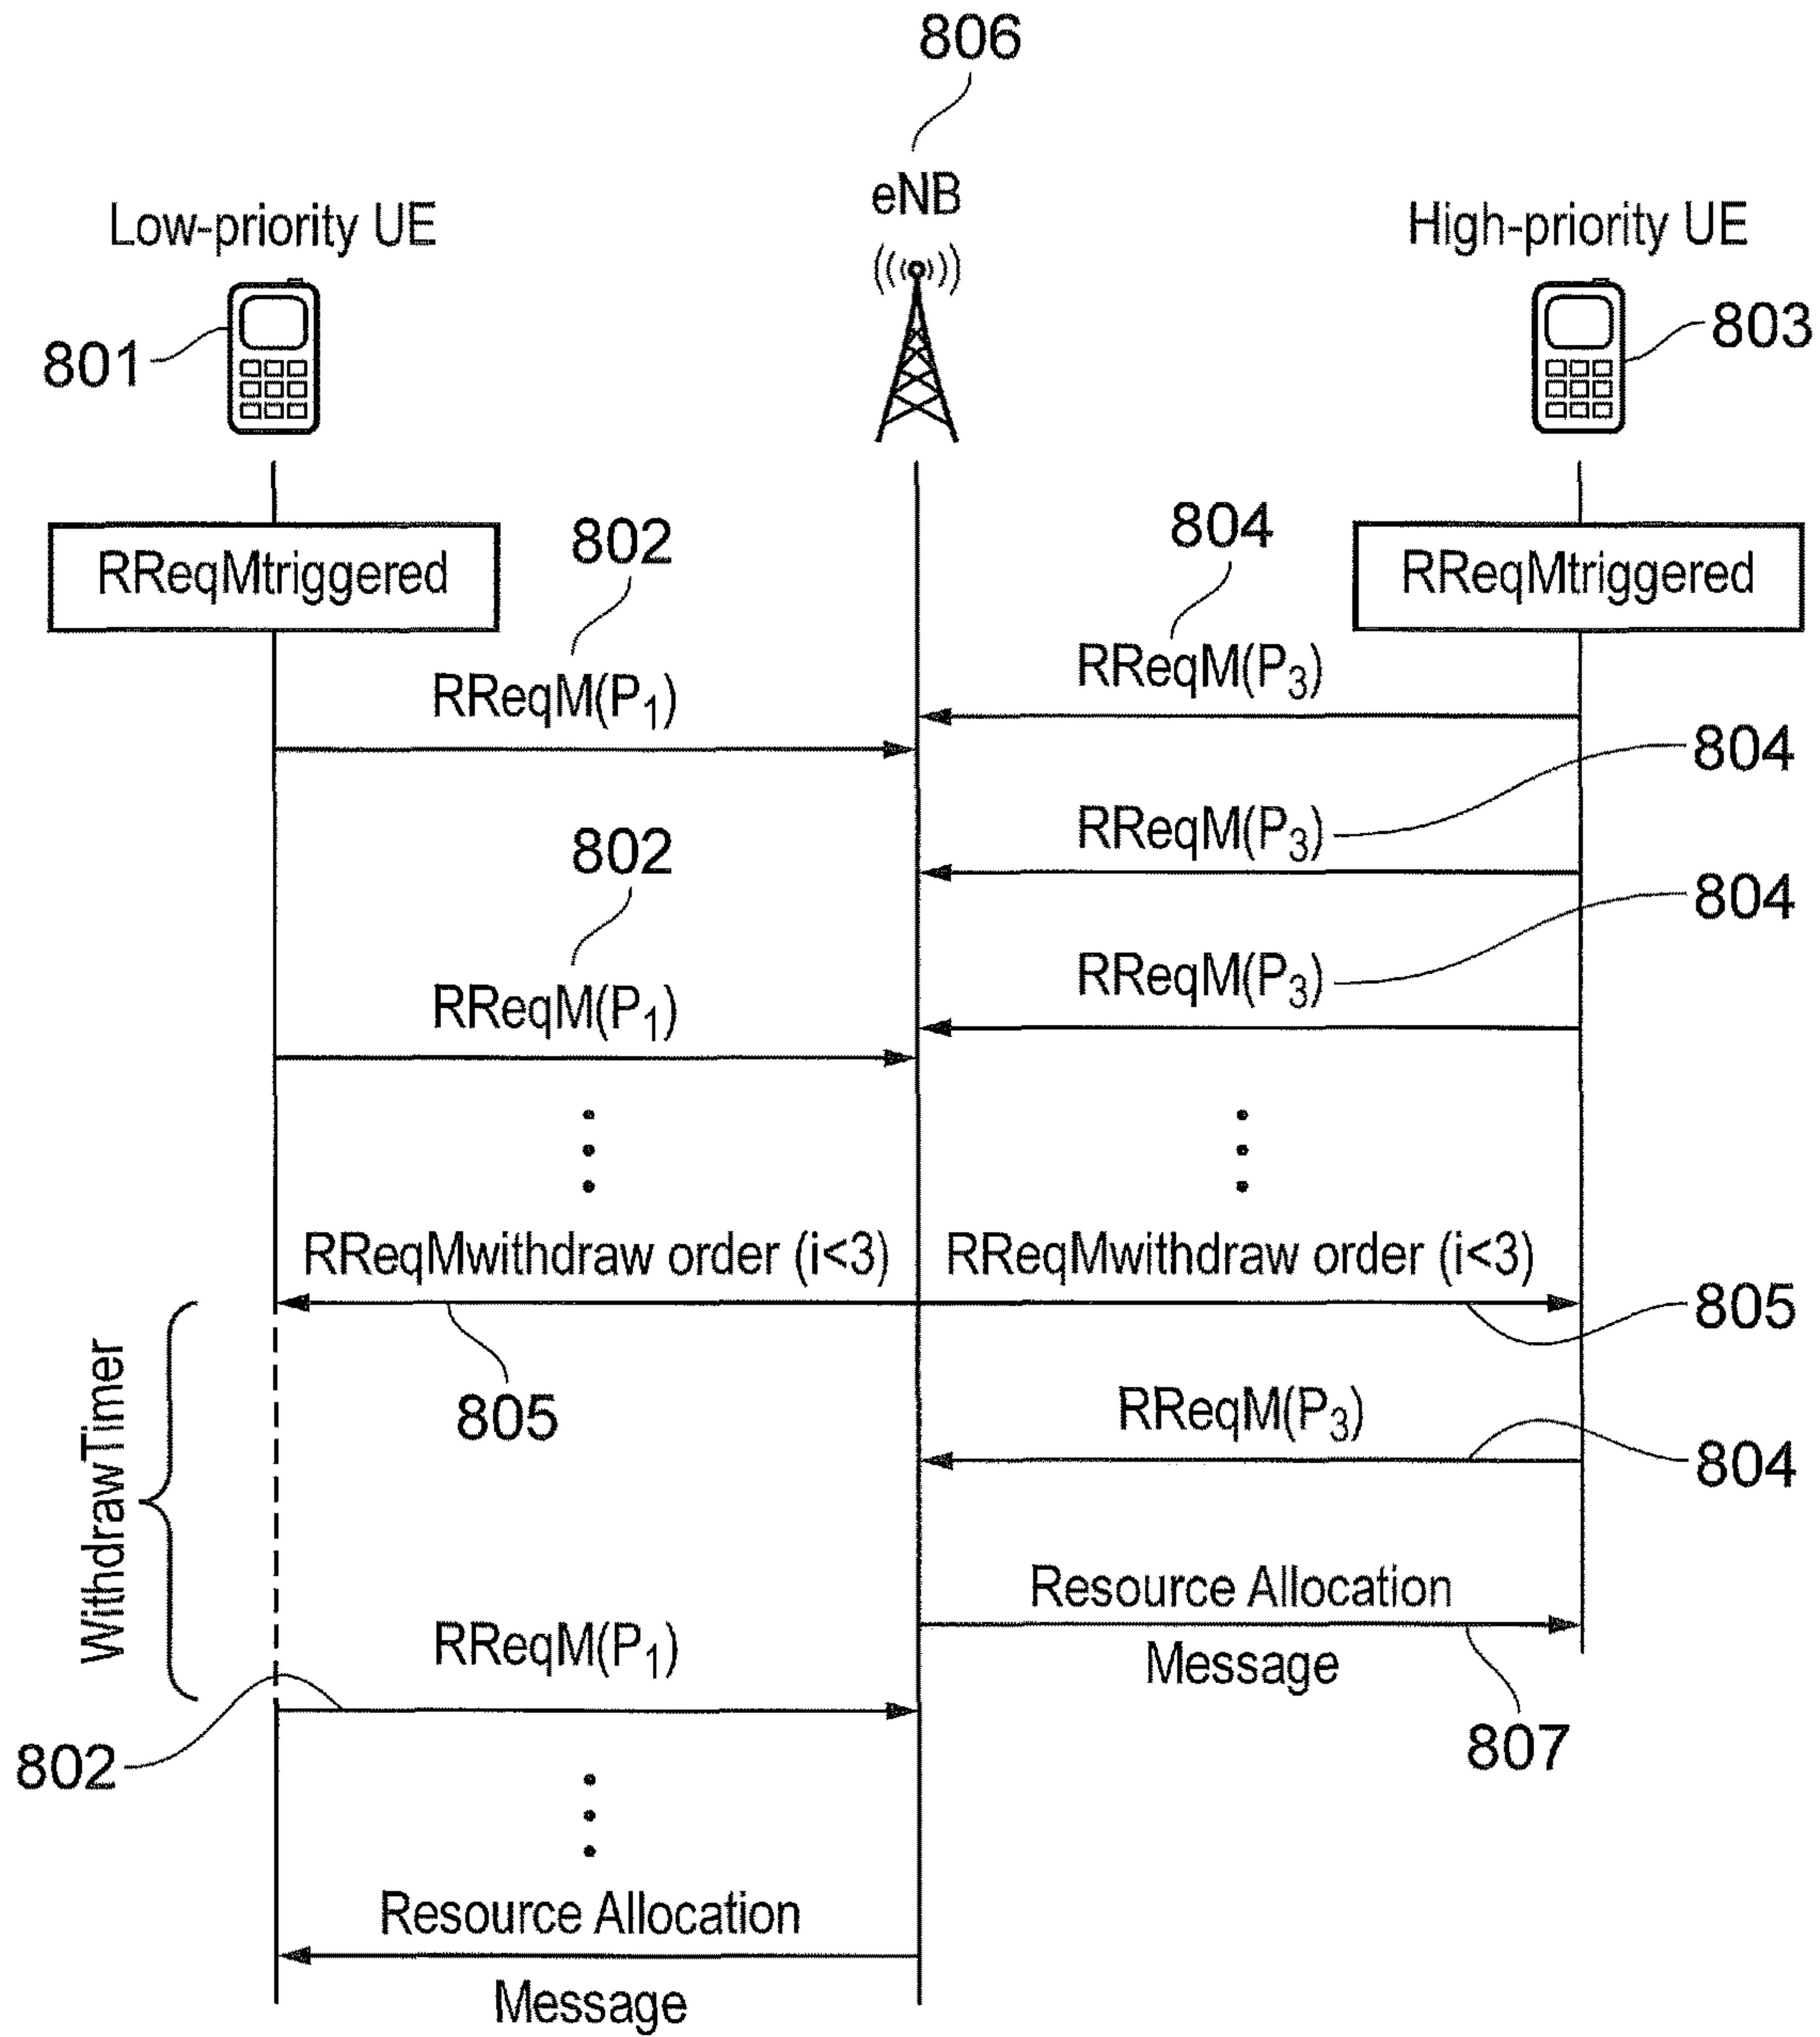 806
eNB
Low-priority UE
High-priority UE
801
803
RReqMtriggered
802
804
RReqMtriggered
RReqM(P3)
RReqM(P1)
804
RReqM(P3)
802
804
RReqM(P3)
RReqM(P1)
RReqMwithdraw order (i<3)
RReqMwithdraw order (i<3)
805
805
WithdrawTimer
RReqM(P3)
804
Resource Allocation
Message
RReqM(P1)
807
802
Resource Allocation
Message